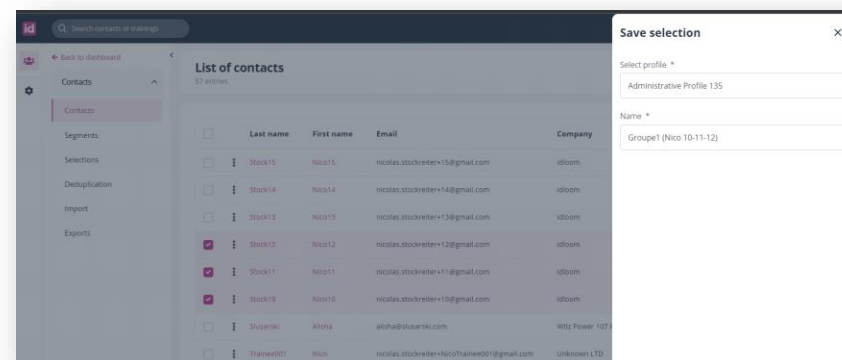 id
Search contacts or trainings
Back to dashboard
Contacts
Contacts
Segments
Selections
Deduplication
Import
Exports
List of contacts
57 entries
Last name First name Email Company
Stock15 Nico15 nicolas.stockreiter+15@gmail.com idloom
Stock14 Nico14 nicolas.stockreiter+14@gmail.com idloom
Stock13 Nico13 nicolas.stockreiter+13@gmail.com idloom
Stock12 Nico12 nicolas.stockreiter+12@gmail.com idloom
Stock11 Nico11 nicolas.stockreiter+11@gmail.com idloom
Stock10 Nico10 nicolas.stockreiter+10@gmail.com idloom
Slusarski Alisha alisha@slusarski.com Wtlz Power 107
Trainee001 Nico nicolas.stockreiter+NicoTrainee001@gmail.com Unknown LTD
Save selection
Select profile *
Administrative Profile 135
Name *
Groupe1 (Nico 10-11-12)